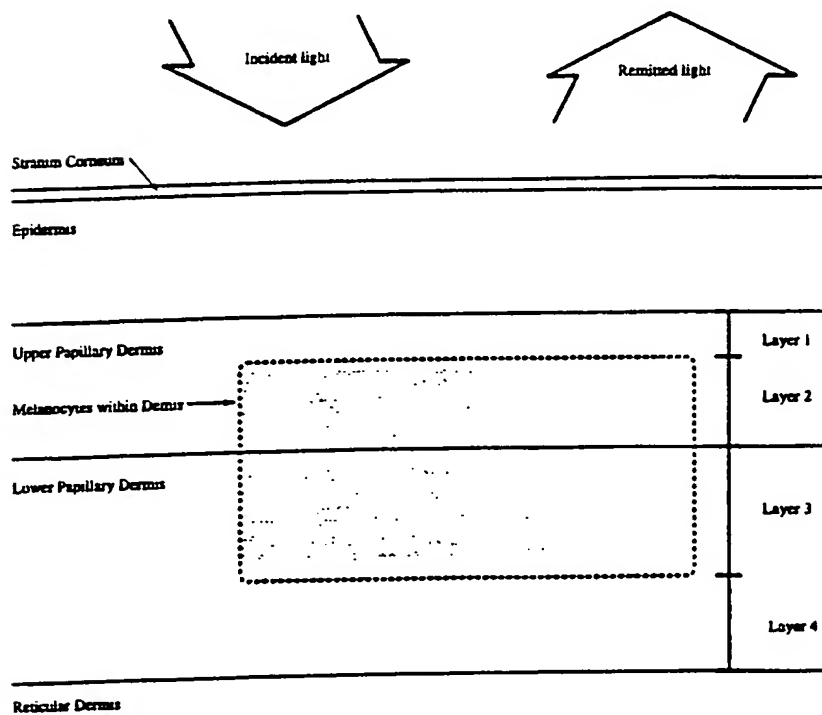 Incident light
Remitted light
Stratum Corneum
Epidermis
Upper Papillary Dermis
Layer 1
Melanocytes within Dermis
Layer 2
Lower Papillary Dermis
Layer 3
Layer 4
Reticular Dermis